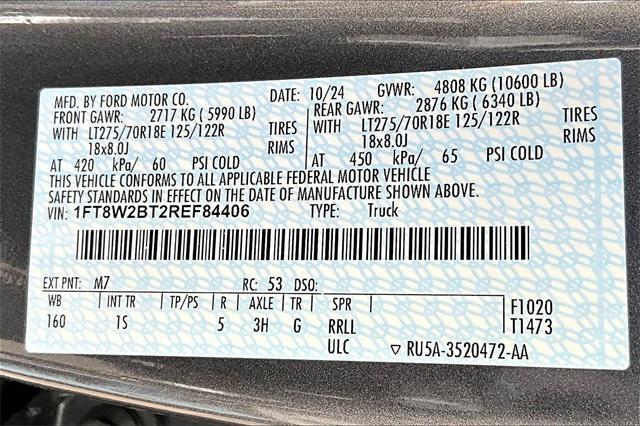 MFD. BY FORD MOTOR CO. DATE: 10/24 GVWR: 4808 KG (10600 LB)
FRONT GAWR: 2717 KG ( 5990 LB) REAR GAWR: 2876 KG ( 6340 LB)
WITH LT275/70R18E 125/122R TIRES WITH LT275/70R18E 125/122R TIRES
18x8.0J RIMS 18x8.0J RIMS
AT 420 kPa/ 60 PSI COLD AT 450 kPa/ 65 PSI COLD
THIS VEHICLE CONFORMS TO ALL APPLICABLE FEDERAL MOTOR VEHICLE
SAFETY STANDARDS IN EFFECT ON THE DATE OF MANUFACTURE SHOWN ABOVE.
VIN: 1FT8W2BT2REF84406 TYPE: Truck
EXT PNT: M7 RC: 53 DSO:
WB INT TR TP/PS R AXLE TR SPR F1020
160 1S 5 3H G RRLL T1473
ULC ▽ RU5A-3520472-AA